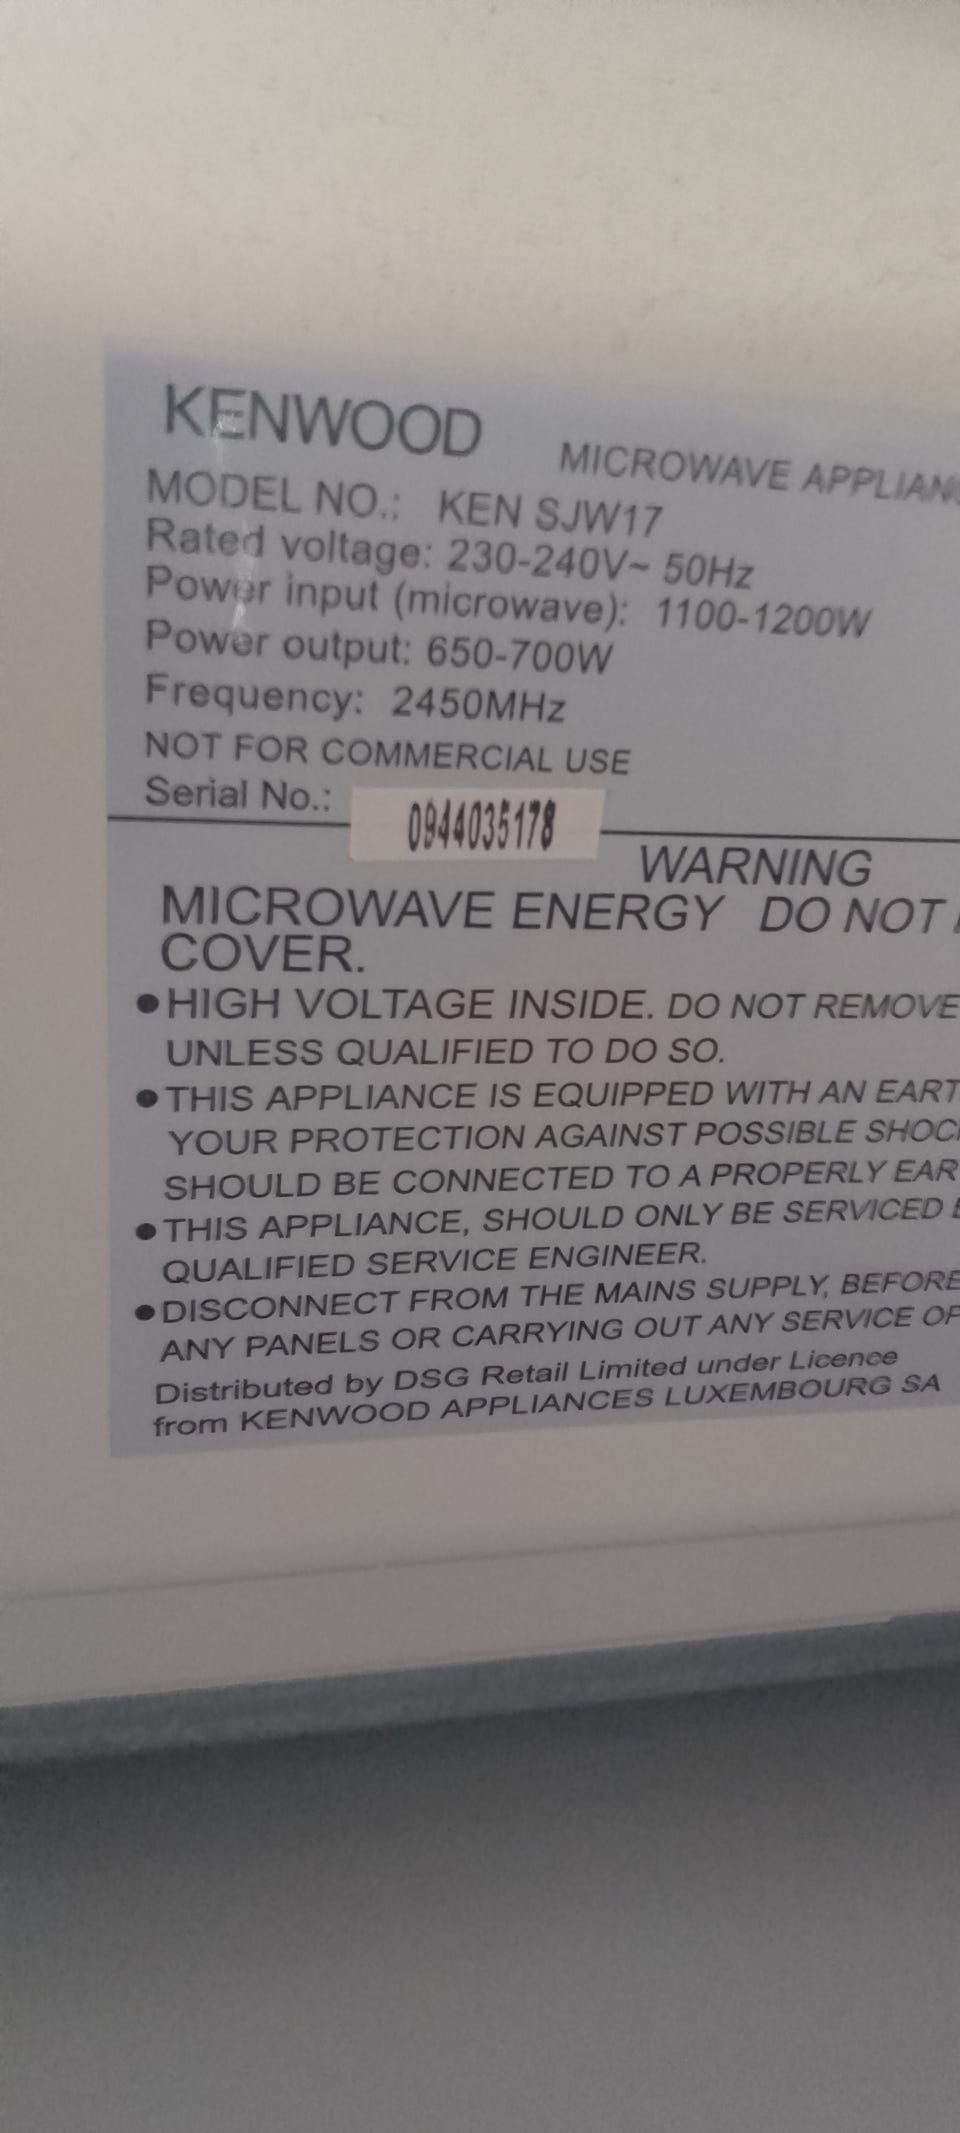 KENWOOD MICROWAVE
MODEL NO.: KEN SJW17
Rated voltage: 230-240V~ 50Hz
Power input (microwave): 1100-1200W
Power output: 650-700W
Frequency: 2450MHz
NOT FOR COMMERCIAL USE
Serial No.: 0944035178
WARNING
MICROWAVE ENERGY DO NOT
COVER.
●HIGH VOLTAGE INSIDE. DO NOT REMOVE
UNLESS QUALIFIED TO DO SO.
●THIS APPLIANCE IS EQUIPPED WITH AN
YOUR PROTECTION AGAINST POSSIBLE
SHOULD BE CONNECTED TO A PROPERLY
●THIS APPLIANCE, SHOULD ONLY BE SERVICED
QUALIFIED SERVICE ENGINEER.
●DISCONNECT FROM THE MAINS SUPPLY, BEFORE
ANY PANELS OR CARRYING OUT ANY SERVICE
Distributed by DSG Retail Limited under Licence
from KENWOOD APPLIANCES LUXEMBOURG SA